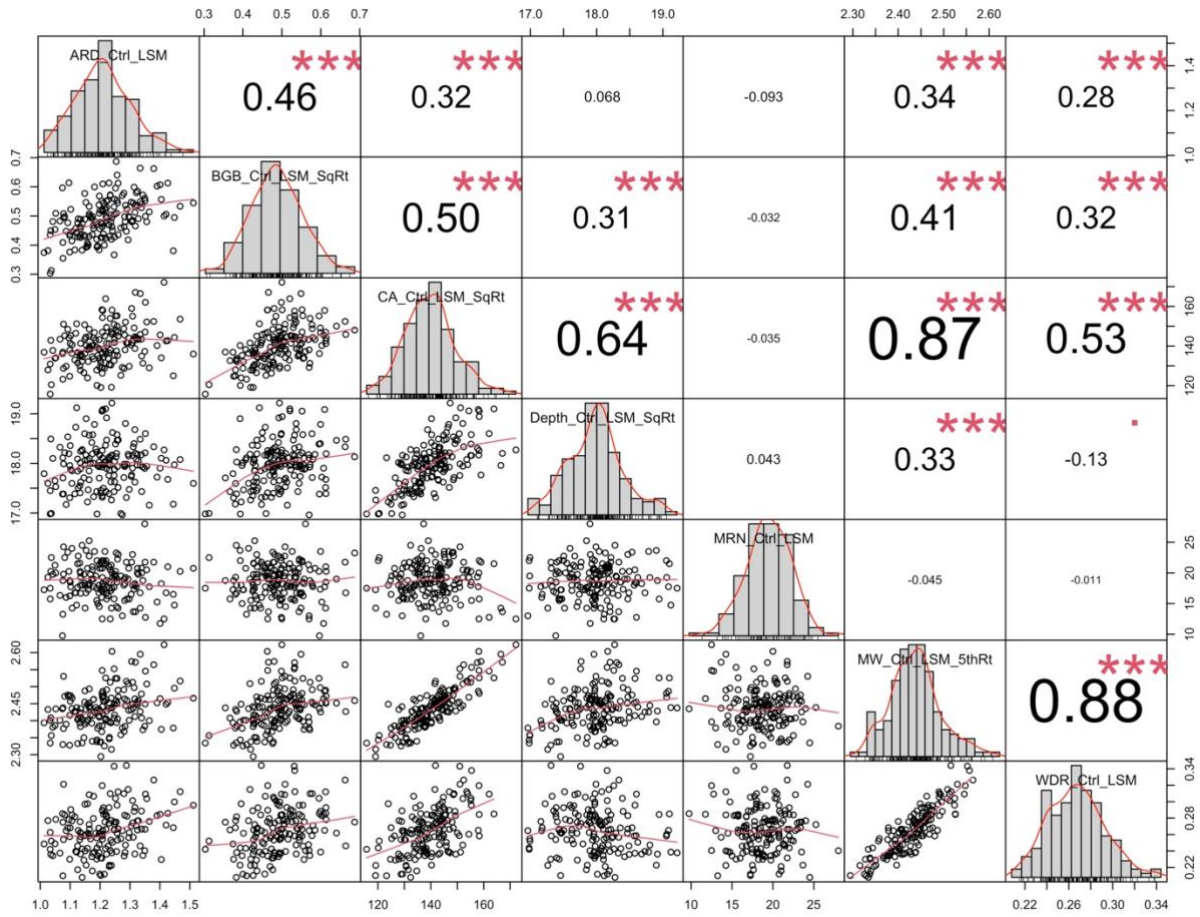 0.3 0.4 0.5 0.6 0.7 17.0 18.0 19.0 2.30 2.40 2.50 2.60
ARD_Ctrl_LSM *** 0.46 *** 0.32 0.068 -0.093 *** 0.34 *** 0.28 1.0 1.2 1.4
0.3 0.4 0.5 0.6 0.7 BGB_Ctrl_LSM_SqRt *** 0.50 *** 0.31 -0.032 *** 0.41 *** 0.32
CA_Ctrl_LSM_SqRt *** 0.64 -0.035 *** 0.87 *** 0.53 120 140 160
17.0 18.0 19.0 Depth_Ctrl_LSM_SqRt 0.043 *** 0.33 -0.13
MRN_Ctrl_LSM -0.045 -0.011 10 15 20 25
2.30 2.45 2.60 MW_Ctrl_LSM_5thRt *** 0.88
WDR_Ctrl_LSM 0.22 0.28 0.34
1.0 1.1 1.2 1.3 1.4 1.5 120 140 160 10 15 20 25 0.22 0.26 0.30 0.34